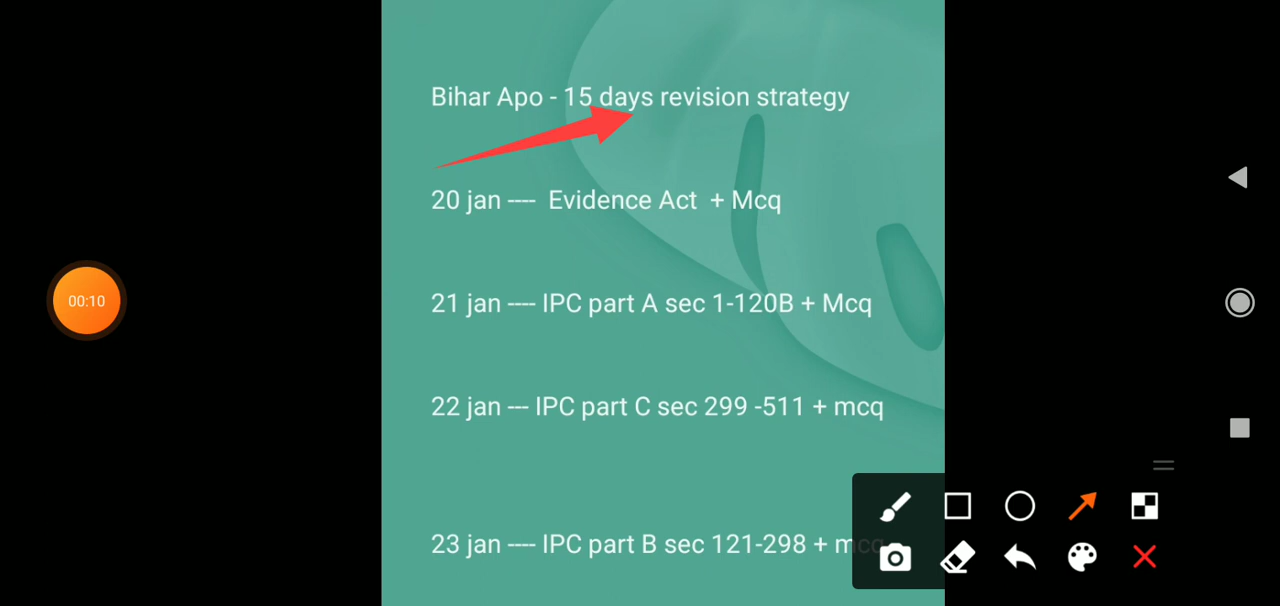 Bihar Apo - 15 days revision strategy
20 jan ---- Evidence Act + Mcq
21 jan ---- IPC part A sec 1-120B + Mcq
22 jan --- IPC part C sec 299 -511 + mcq
23 jan ---- IPC part B sec 121-298 + mcq
00:10